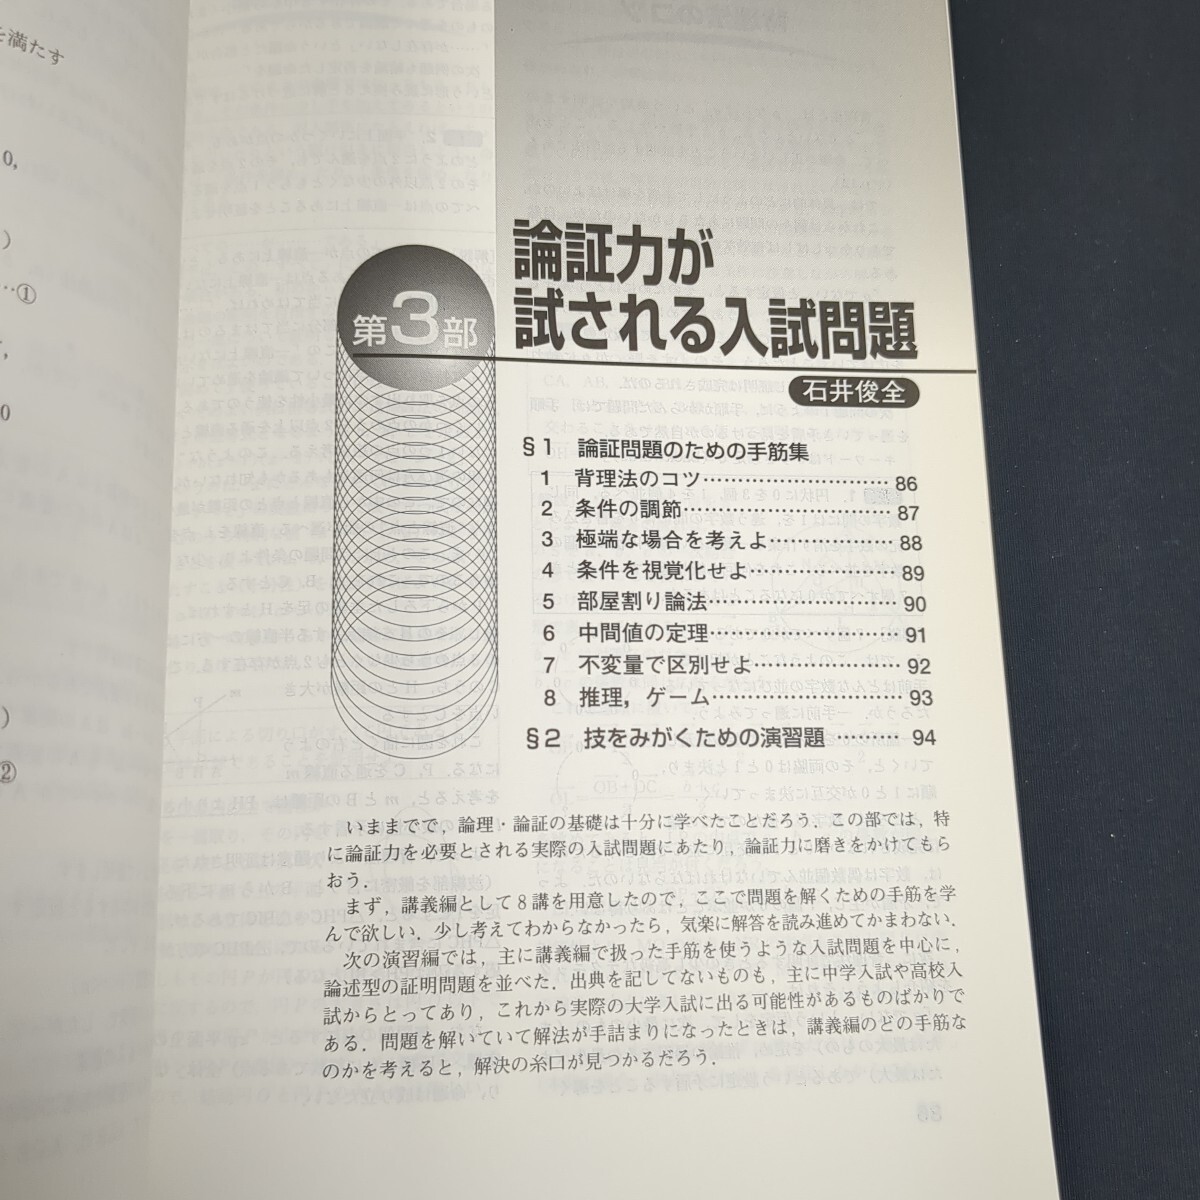 を満たす
0,
)
…①
0
)
②
第3部
論証力が
試される入試問題
石井俊全
§1 論証問題のための手筋集
1 背理法のコツ………………………86
2 条件の調節…………………………87
3 極端な場合を考えよ………………88
4 条件を視覚化せよ…………………89
5 部屋割り論法………………………90
6 中間値の定理………………………91
7 不変量で区別せよ…………………92
8 推理，ゲーム………………………93
§2 技をみがくための演習題………94
いままでで，論理・論証の基礎は十分に学べたことだろう．この部では，特
に論証力を必要とされる実際の入試問題にあたり，論証力に磨きをかけてもら
おう．
まず，講義編として8講を用意したので，ここで問題を解くための手筋を学
んで欲しい．少し考えてわからなかったら，気楽に解答を読み進めてかまわない．
次の演習編では，主に講義編で扱った手筋を使うような入試問題を中心に，
論述型の証明問題を並べた．出典を記してないものも，主に中学入試や高校入
試からとってあり，これから実際の大学入試に出る可能性があるものばかりで
ある．問題を解いていて解法が手詰まりになったときは，講義編のどの手筋な
のかを考えると，解決の糸口が見つかるだろう．